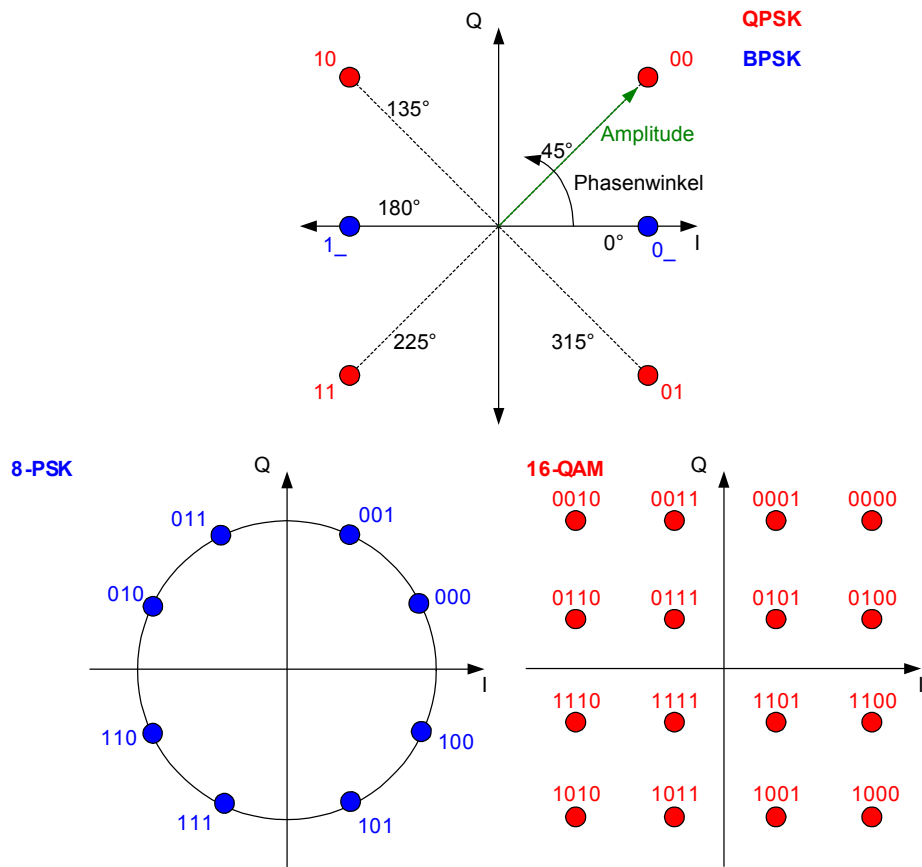 Q
QPSK
BPSK
10
00
135°
Amplitude
45°
Phasenwinkel
180°
0°
I
1_
0_
225°
315°
11
01
8-PSK
Q
011
001
010
000
I
110
100
111
101
16-QAM
Q
0010 0011 0001 0000
0110 0111 0101 0100
I
1110 1111 1101 1100
1010 1011 1001 1000